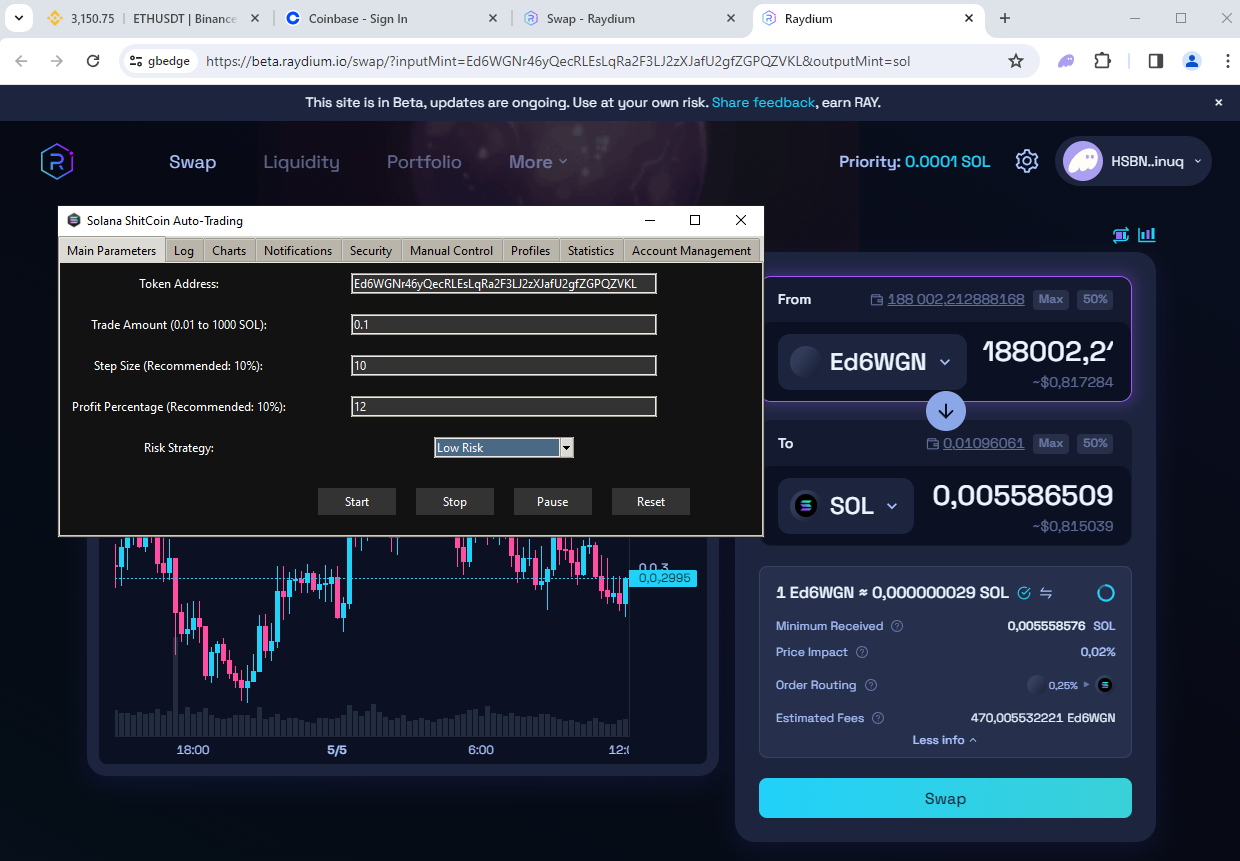 3,150.75 | ETHUSDT | Binance
Coinbase - Sign In
Swap - Raydium
Raydium
gbedge
https://beta.raydium.io/swap/?inputMint=Ed6WGNr46yQecRLEsLqRa2F3LJ2zXJafU2gfZGPQZVKL&outputMint=sol
This site is in Beta, updates are ongoing. Use at your own risk. Share feedback, earn RAY.
Swap
Liquidity
Portfolio
More
Priority: 0.0001 SOL
HSBN..inuq
Solana ShitCoin Auto-Trading
Main Parameters
Log
Charts
Notifications
Security
Manual Control
Profiles
Statistics
Account Management
Token Address:
Ed6WGNr46yQecRLEsLqRa2F3LJ2zXJafU2gfZGPQZVKL
Trade Amount (0.01 to 1000 SOL):
0.1
Step Size (Recommended: 10%):
10
Profit Percentage (Recommended: 10%):
12
Risk Strategy:
Low Risk
Start
Stop
Pause
Reset
From
188 002,212888168
Max
50%
Ed6WGN
188002,2
~$0,817284
To
0,01096061
Max
50%
SOL
0,005586509
~$0,815039
1 Ed6WGN ≈ 0,000000029 SOL
Minimum Received
0,005558576 SOL
Price Impact
0,02%
Order Routing
0,25%
Estimated Fees
470,005532221 Ed6WGN
Less info
Swap
0,0,2995
18:00
5/5
6:00